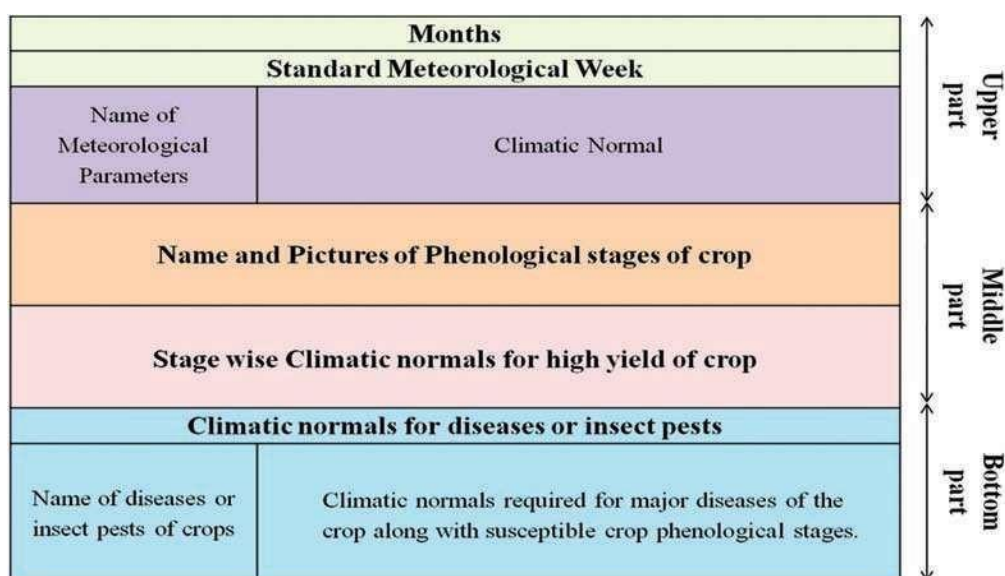 Months
Standard Meteorological Week
Name of
Meteorological
Parameters
Climatic Normal
Upper
part
Name and Pictures of Phenological stages of crop
Stage wise Climatic normals for high yield of crop
Middle
part
Climatic normals for diseases or insect pests
Name of diseases or
insect pests of crops
Climatic normals required for major diseases of the
crop along with susceptible crop phenological stages.
Bottom
part